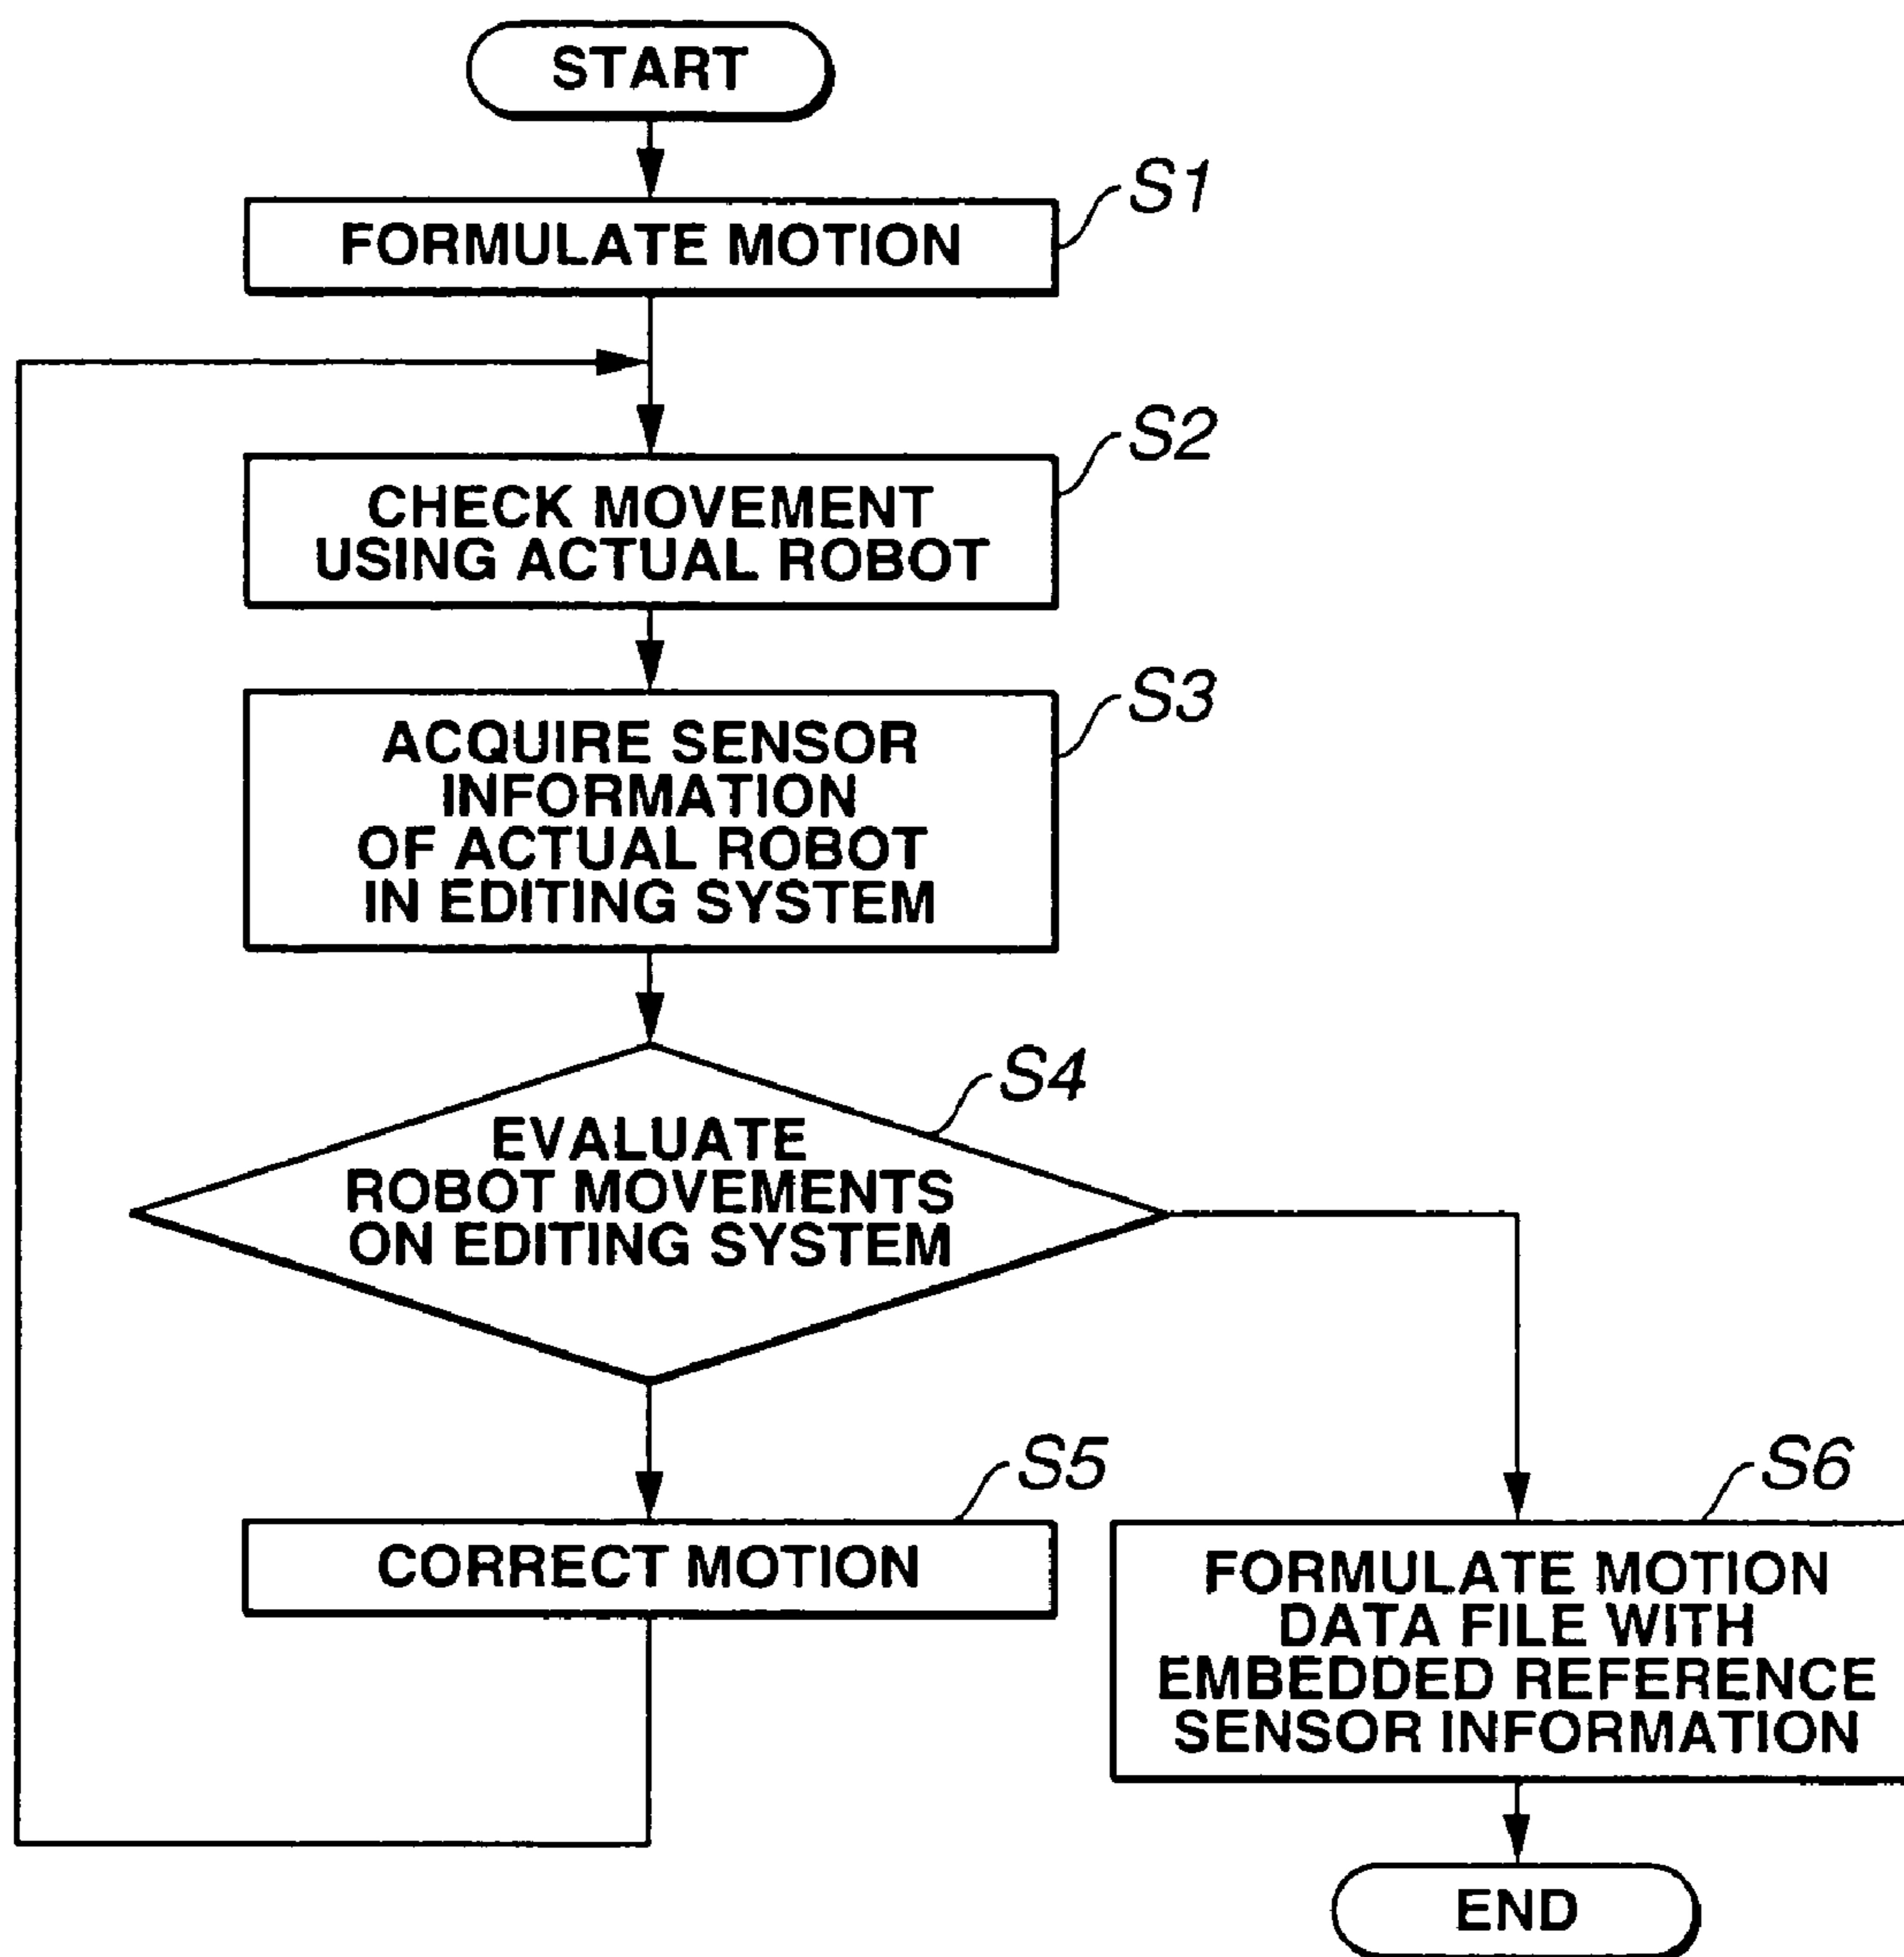 START
S1
FORMULATE MOTION
S2
CHECK MOVEMENT
USING ACTUAL ROBOT
S3
ACQUIRE SENSOR
INFORMATION
OF ACTUAL ROBOT
IN EDITING SYSTEM
S4
EVALUATE
ROBOT MOVEMENTS
ON EDITING SYSTEM
S5
CORRECT MOTION
S6
FORMULATE MOTION
DATA FILE WITH
EMBEDDED REFERENCE
SENSOR INFORMATION
END